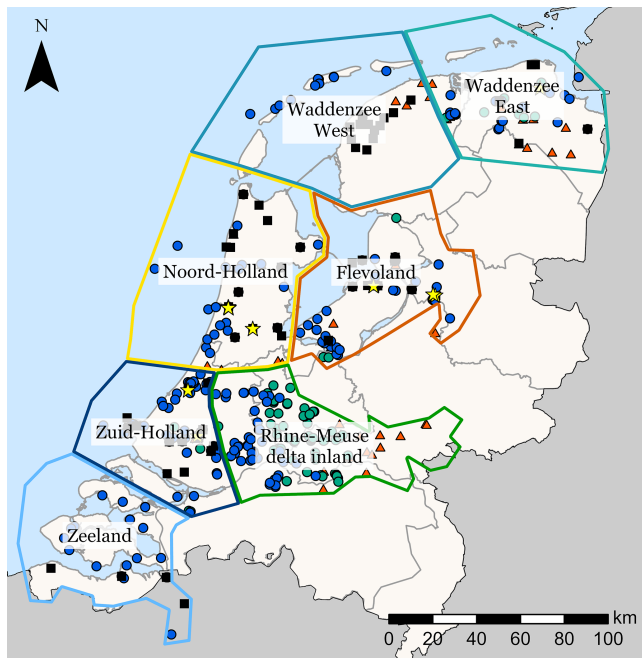 N
Waddenzee
West
Waddenzee
East
Noord-Holland
Flevoland
Zuid-Holland
Rhine-Meuse
delta inland
Zeeland
km
0 20 40 60 80 100